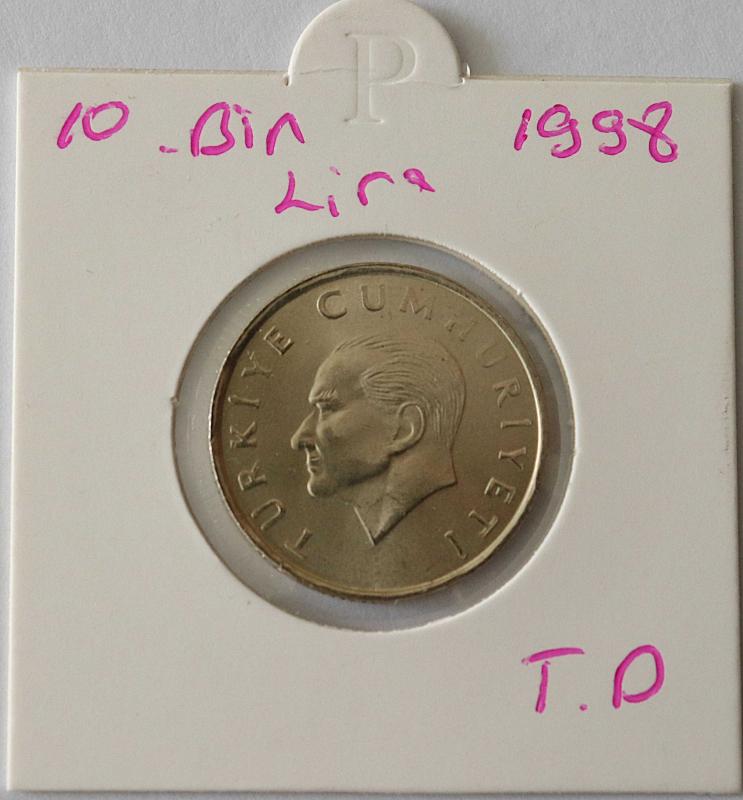 P
10 Bin 1998
Lira
TÜRKİYE CUMHURİYETİ
T.D